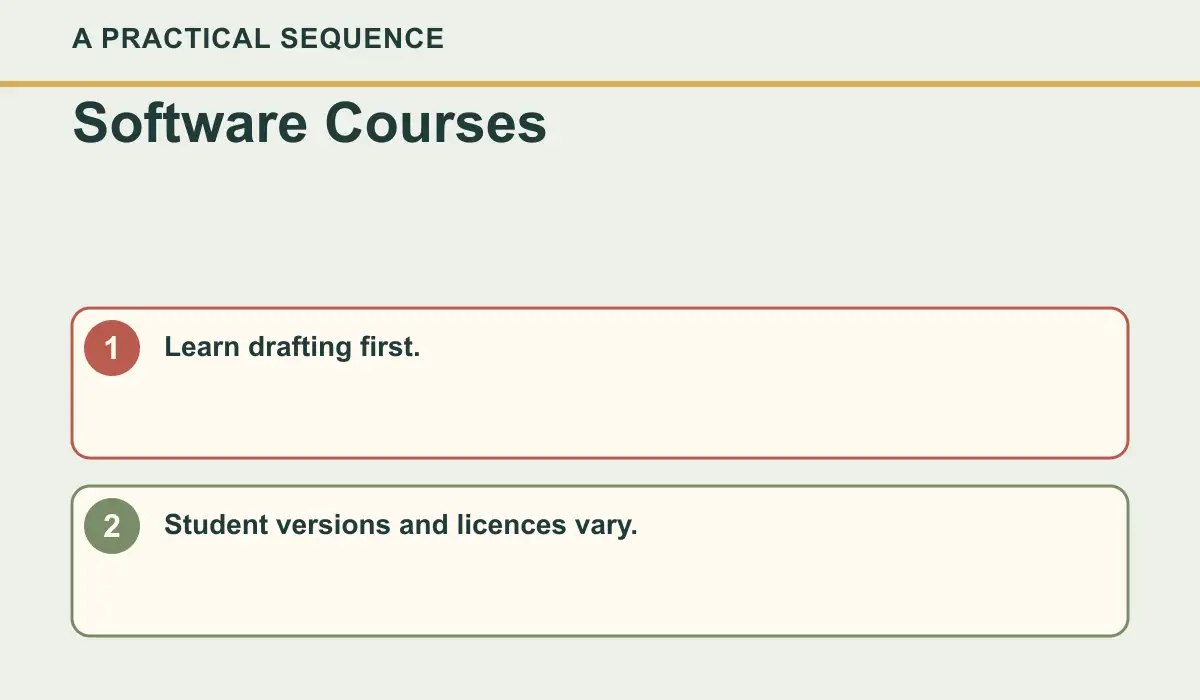 A PRACTICAL SEQUENCE
Software Courses
1
Learn drafting first.
2
Student versions and licences vary.